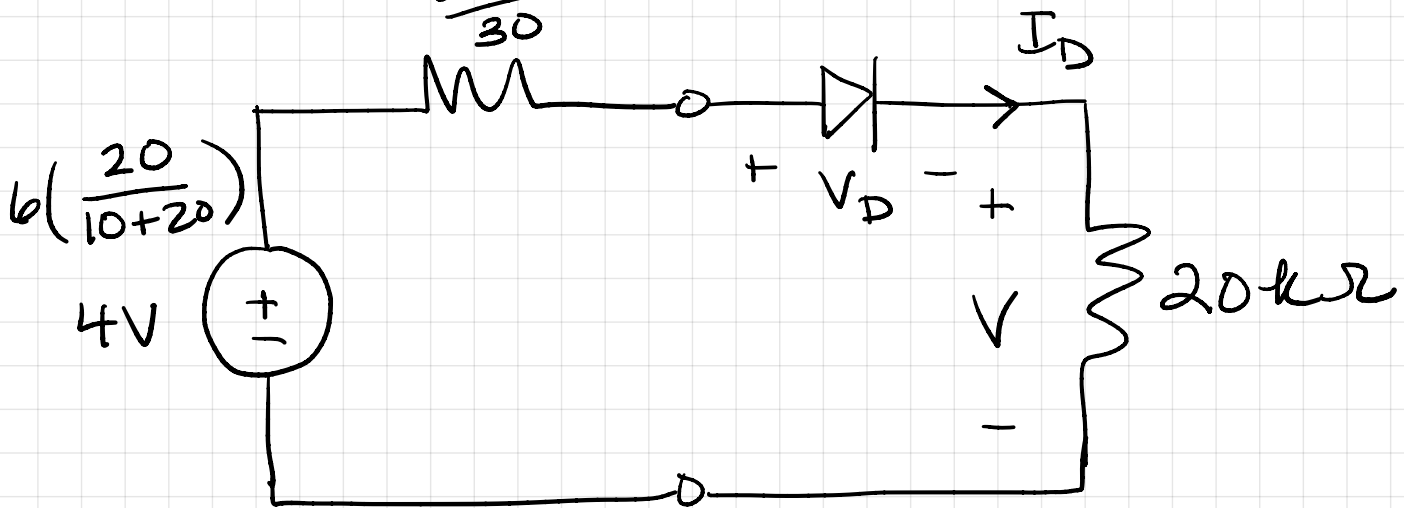 30
I_D
6(20/(10+20))
+ V_D -
+
4V
+
-
V
20kΩ
-